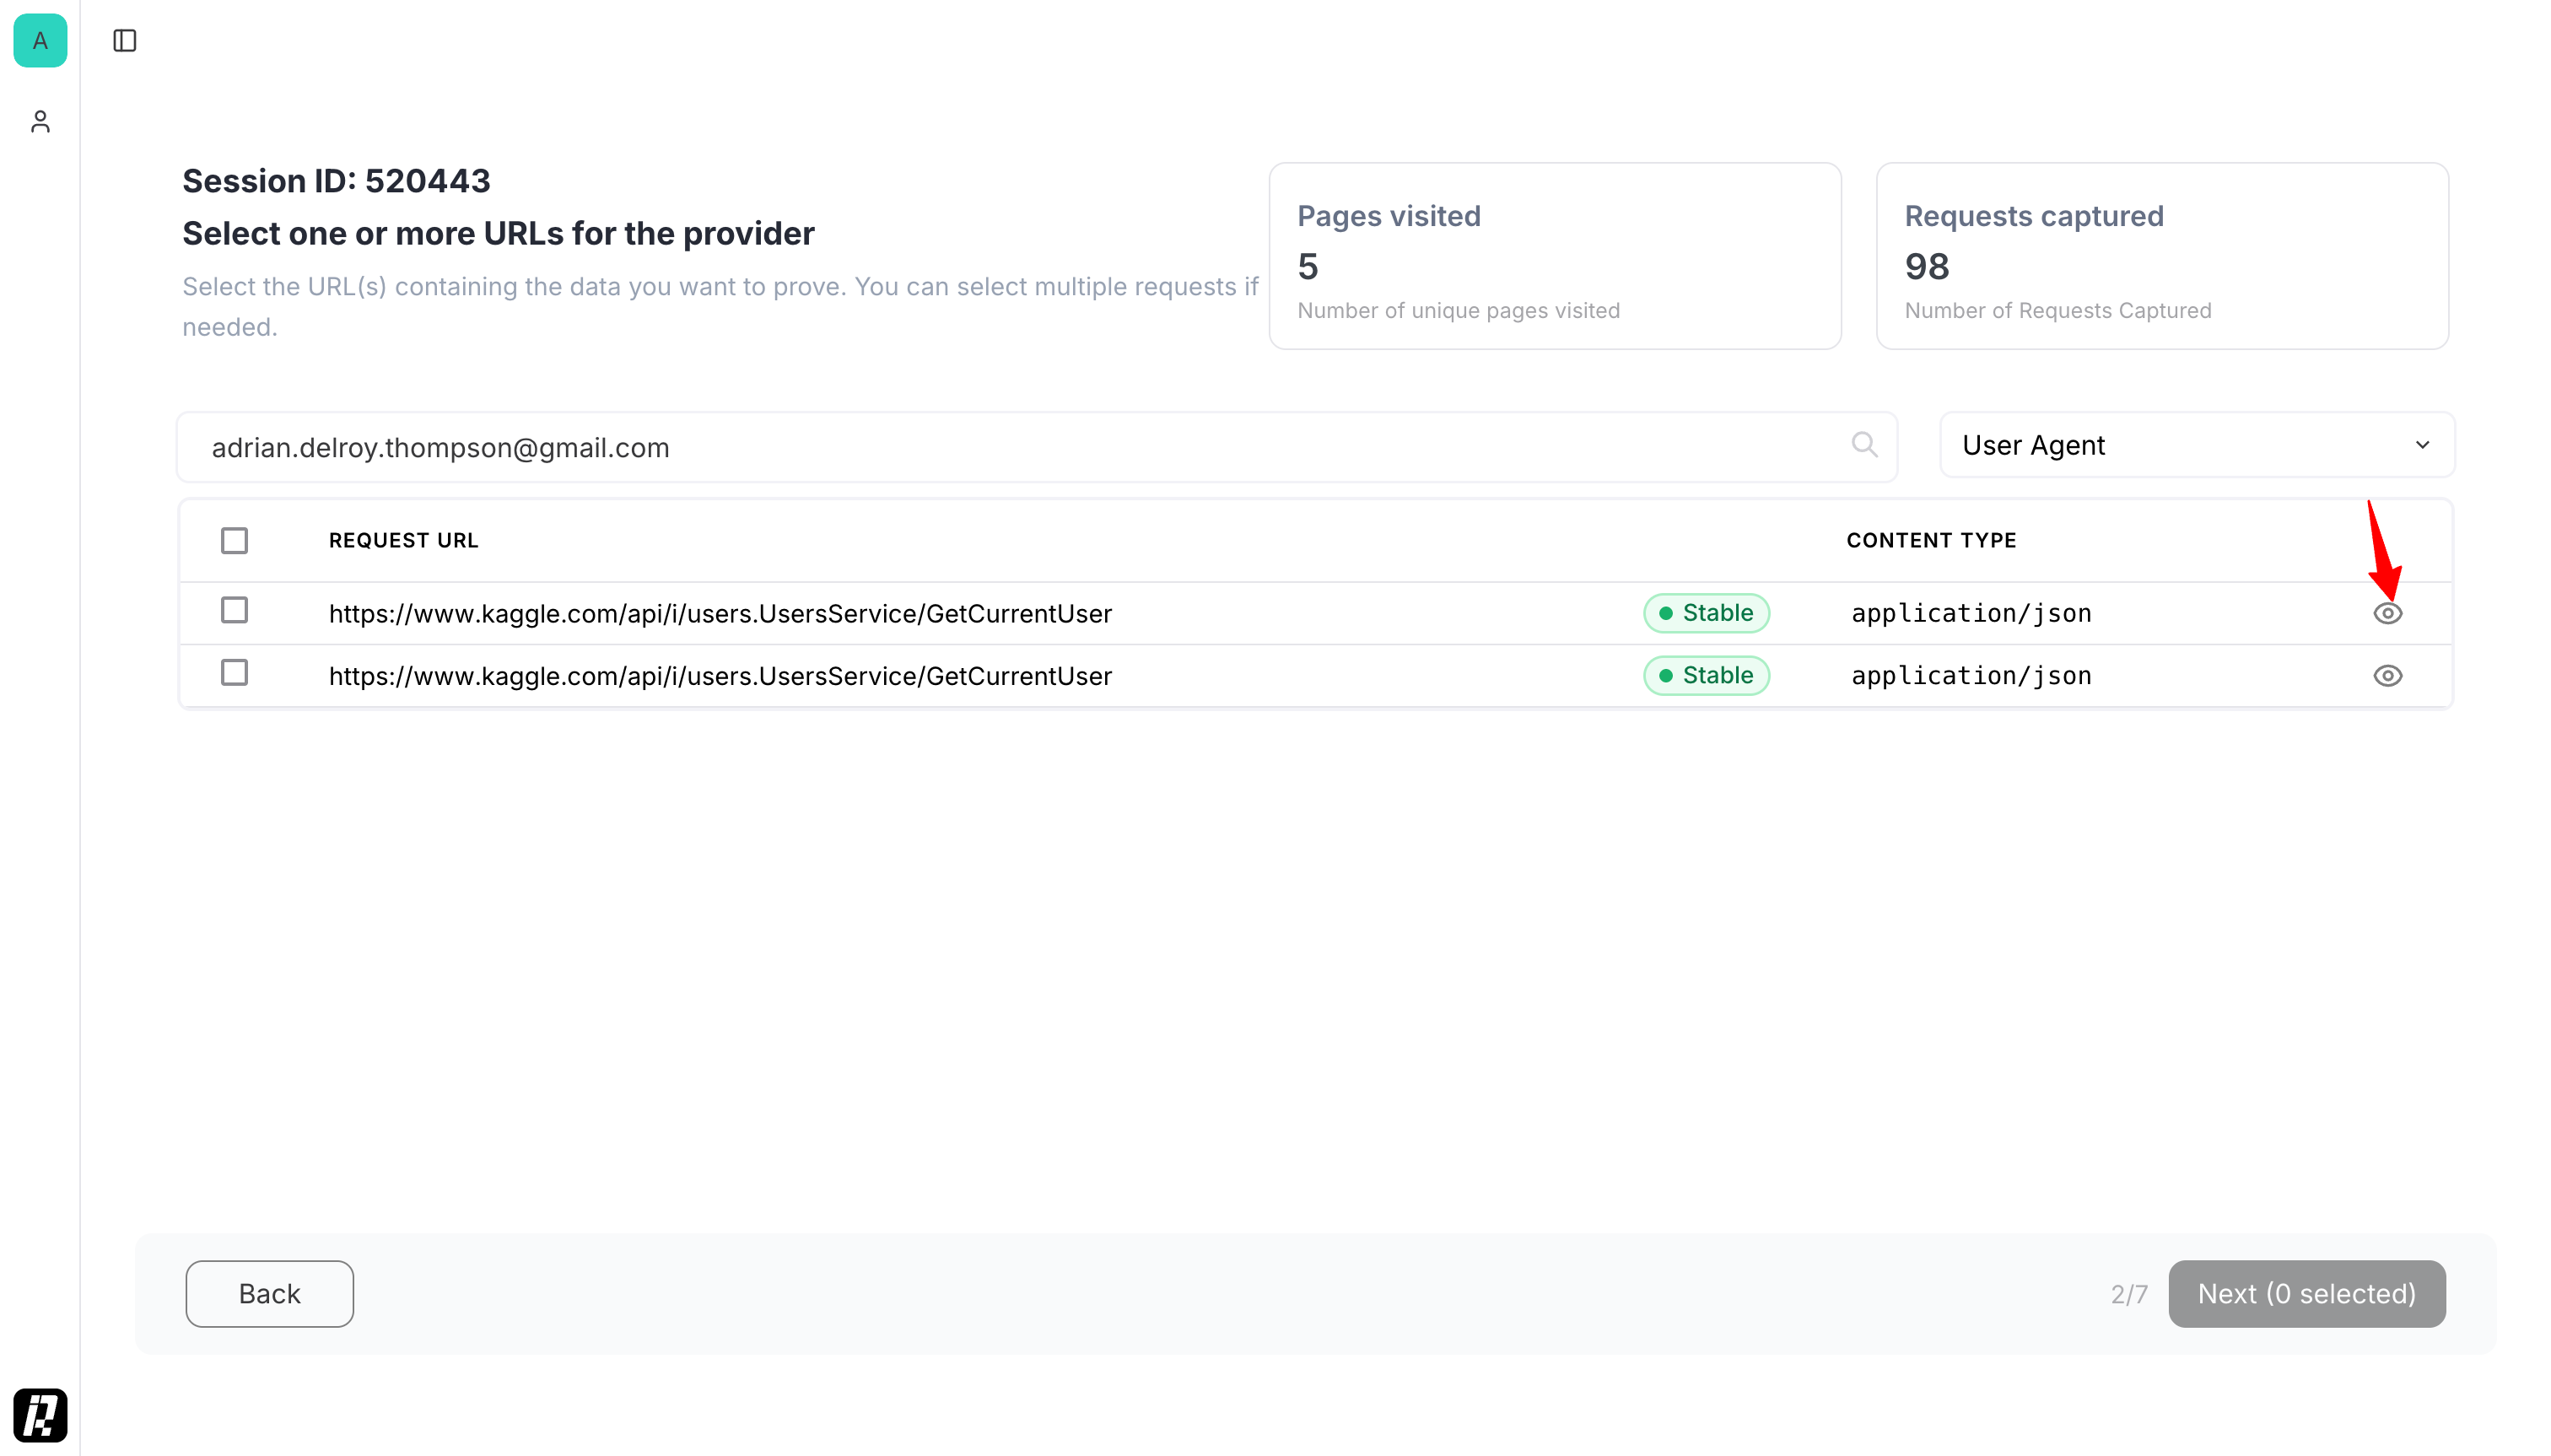 A
Session ID: 520443
Select one or more URLs for the provider
Select the URL(s) containing the data you want to prove. You can select multiple requests if
needed.
Pages visited
5
Number of unique pages visited
Requests captured
98
Number of Requests Captured
adrian.delroy.thompson@gmail.com
User Agent
REQUEST URL
CONTENT TYPE
https://www.kaggle.com/api/i/users.UsersService/GetCurrentUser
Stable
application/json
https://www.kaggle.com/api/i/users.UsersService/GetCurrentUser
Stable
application/json
Back
2/7
Next (0 selected)